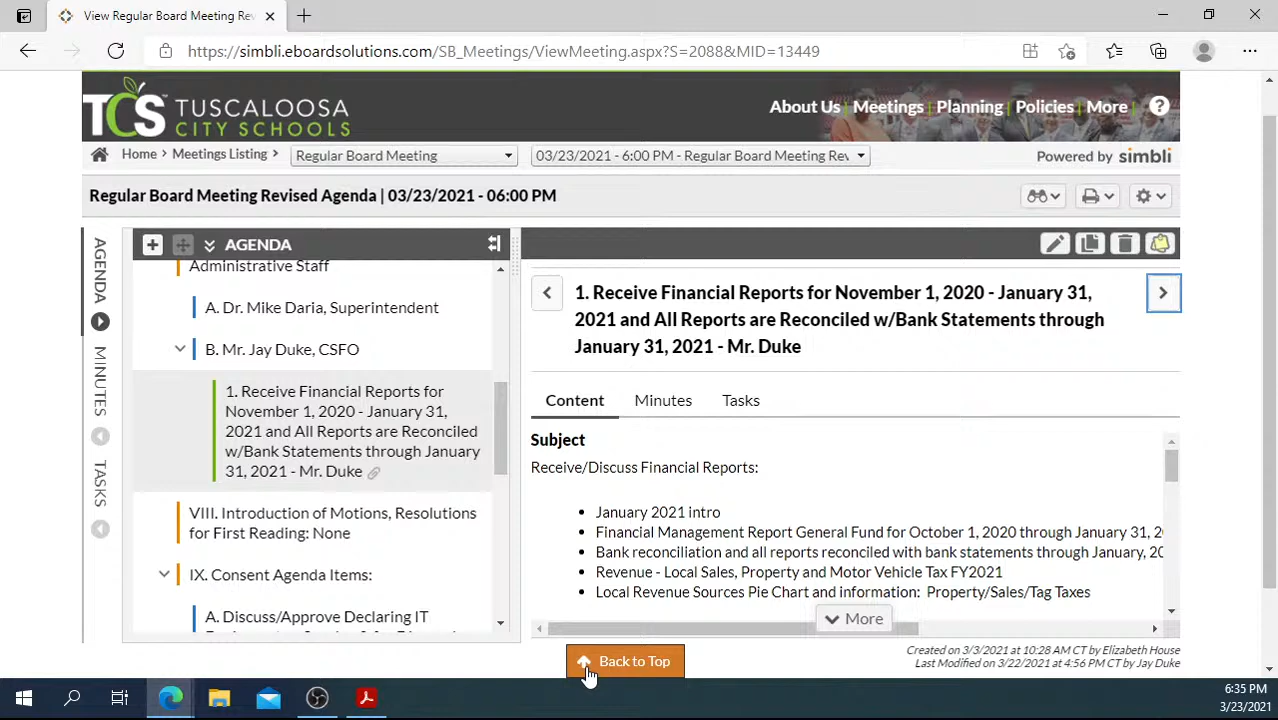 View Regular Board Meeting Rev
https://simbli.eboardsolutions.com/SB_Meetings/ViewMeeting.aspx?S=2088&MID=13449
TCS TUSCALOOSA
CITY SCHOOLS
About Us Meetings Planning Policies More ?
Home Meetings Listing Regular Board Meeting 03/23/2021 - 6:00 PM - Regular Board Meeting Rev Powered by simbli
Regular Board Meeting Revised Agenda | 03/23/2021 - 06:00 PM
AGENDA
MINUTES
TASKS
AGENDA
Administrative Staff
A. Dr. Mike Daria, Superintendent
B. Mr. Jay Duke, CSFO
1. Receive Financial Reports for
November 1, 2020 - January 31,
2021 and All Reports are Reconciled
w/Bank Statements through January
31, 2021 - Mr. Duke
VIII. Introduction of Motions, Resolutions
for First Reading: None
IX. Consent Agenda Items:
A. Discuss/Approve Declaring IT
1. Receive Financial Reports for November 1, 2020 - January 31,
2021 and All Reports are Reconciled w/Bank Statements through
January 31, 2021 - Mr. Duke
Content Minutes Tasks
Subject
Receive/Discuss Financial Reports:
• January 2021 intro
• Financial Management Report General Fund for October 1, 2020 through January 31, 2
• Bank reconciliation and all reports reconciled with bank statements through January, 20
• Revenue - Local Sales, Property and Motor Vehicle Tax FY2021
• Local Revenue Sources Pie Chart and information: Property/Sales/Tag Taxes
More
Back to Top
Created on 3/3/2021 at 10:28 AM CT by Elizabeth House
Last Modified on 3/22/2021 at 4:56 PM CT by Jay Duke
6:35 PM
3/23/2021